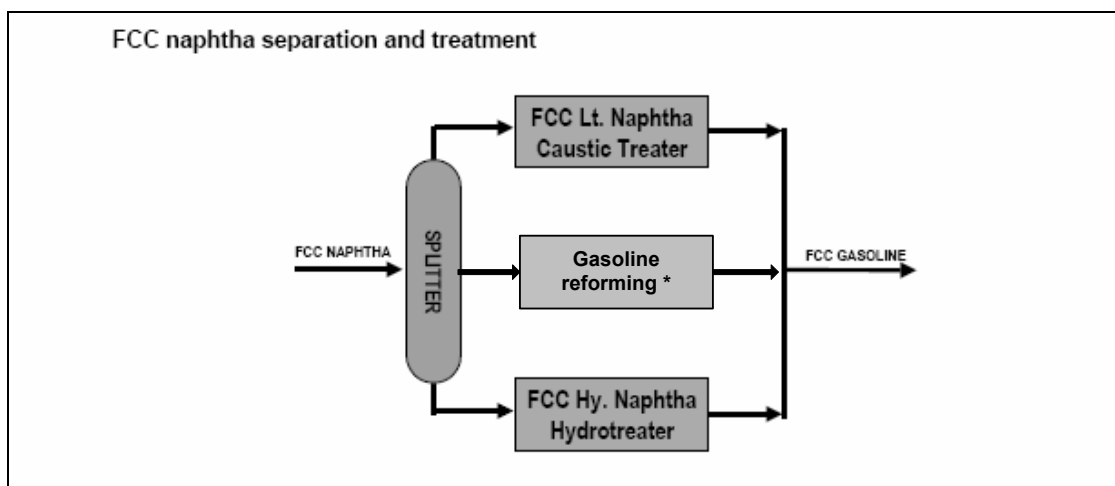 FCC naphtha separation and treatment
FCC Lt. Naphtha
Caustic Treater
FCC NAPHTHA
SPLITTER
Gasoline
reforming *
FCC GASOLINE
FCC Hy. Naphtha
Hydrotreater